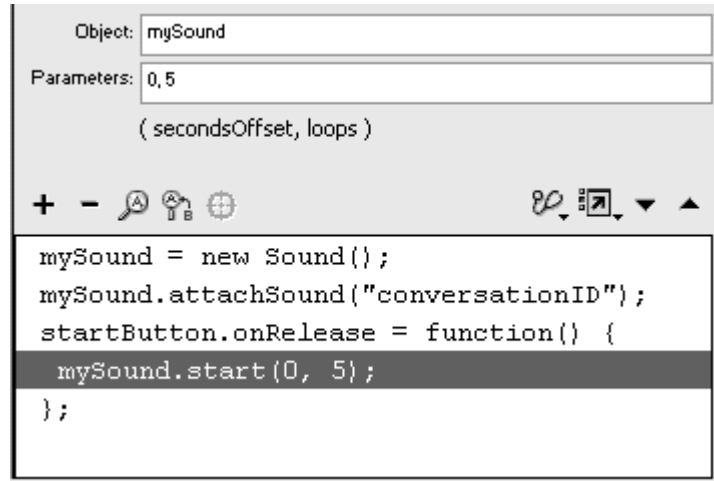 Object: mySound
Parameters: 0, 5
( secondsOffset, loops )
mySound = new Sound();
mySound.attachSound("conversationID");
startButton.onRelease = function() {
mySound.start(0, 5);
};